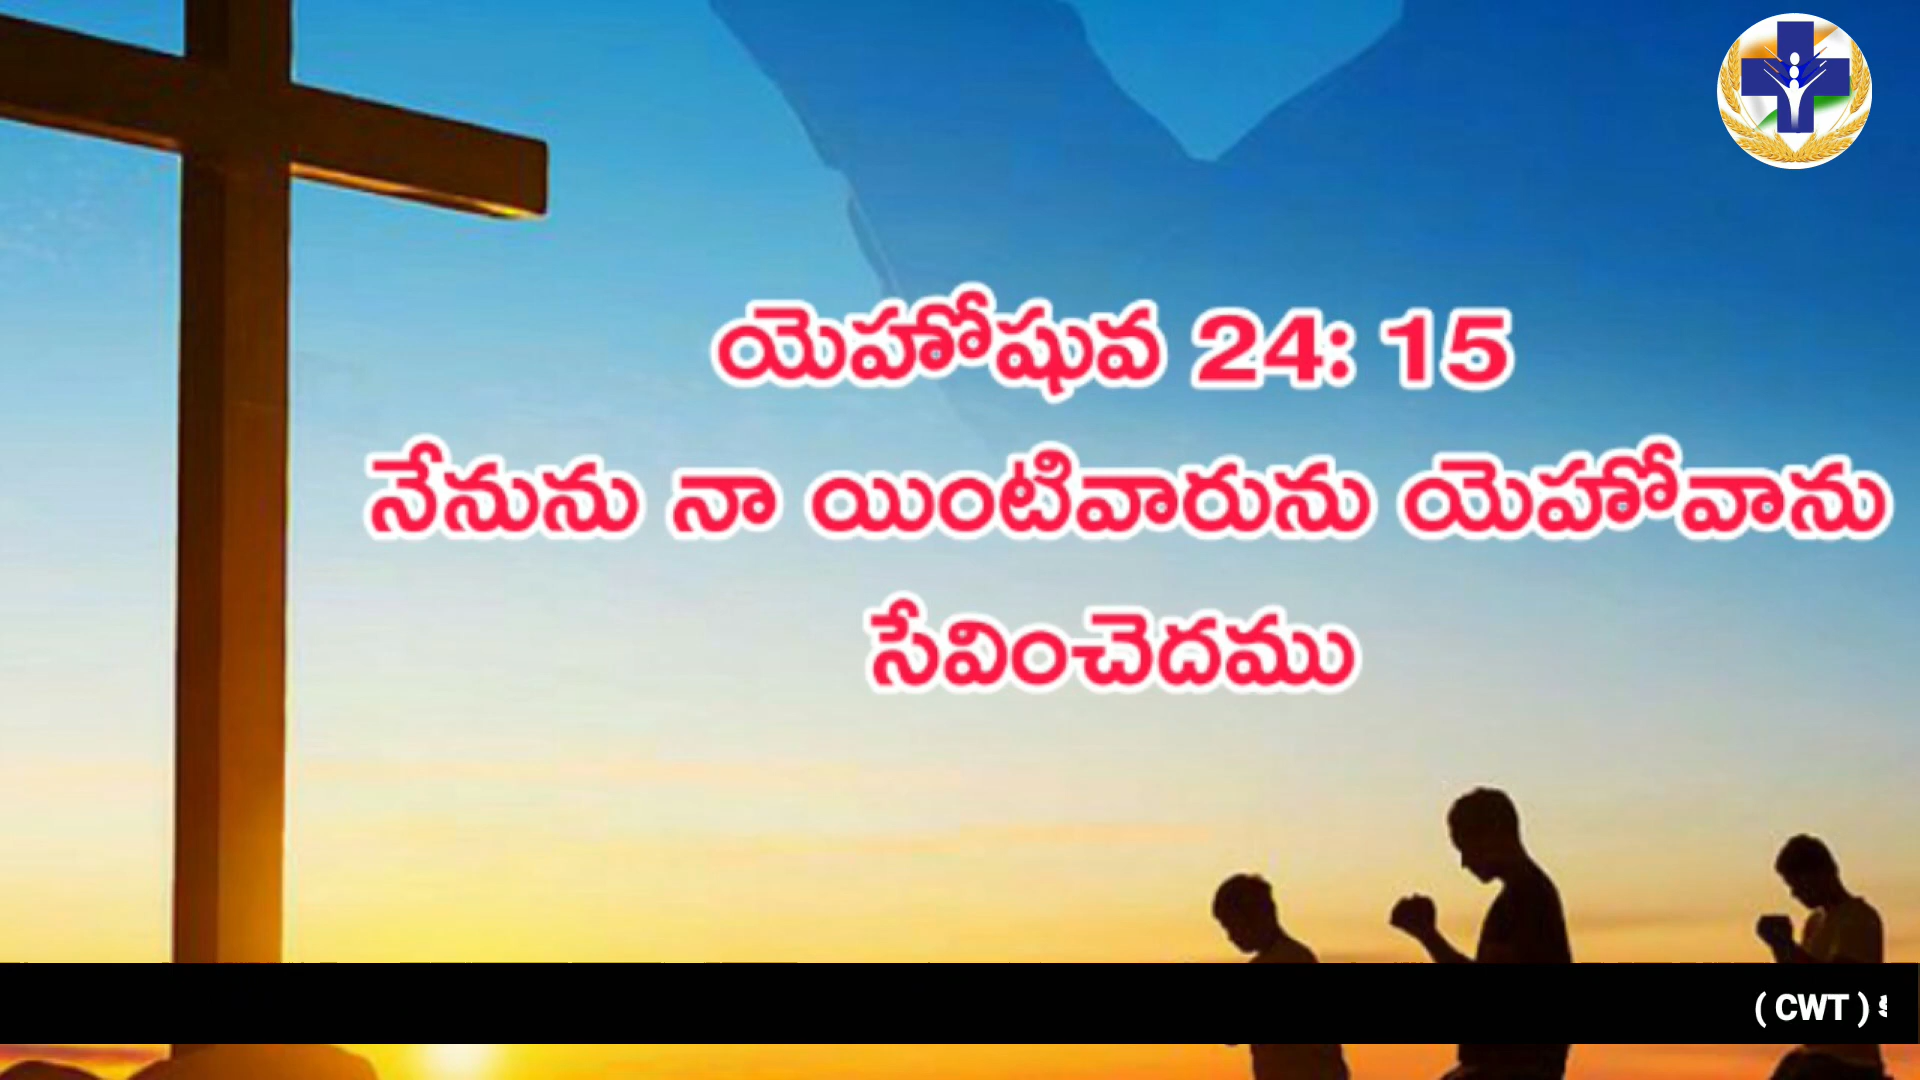 యెహోషువ 24: 15
నేనును నా యింటివారును యెహోవాను
సేవించెదము
( CWT )